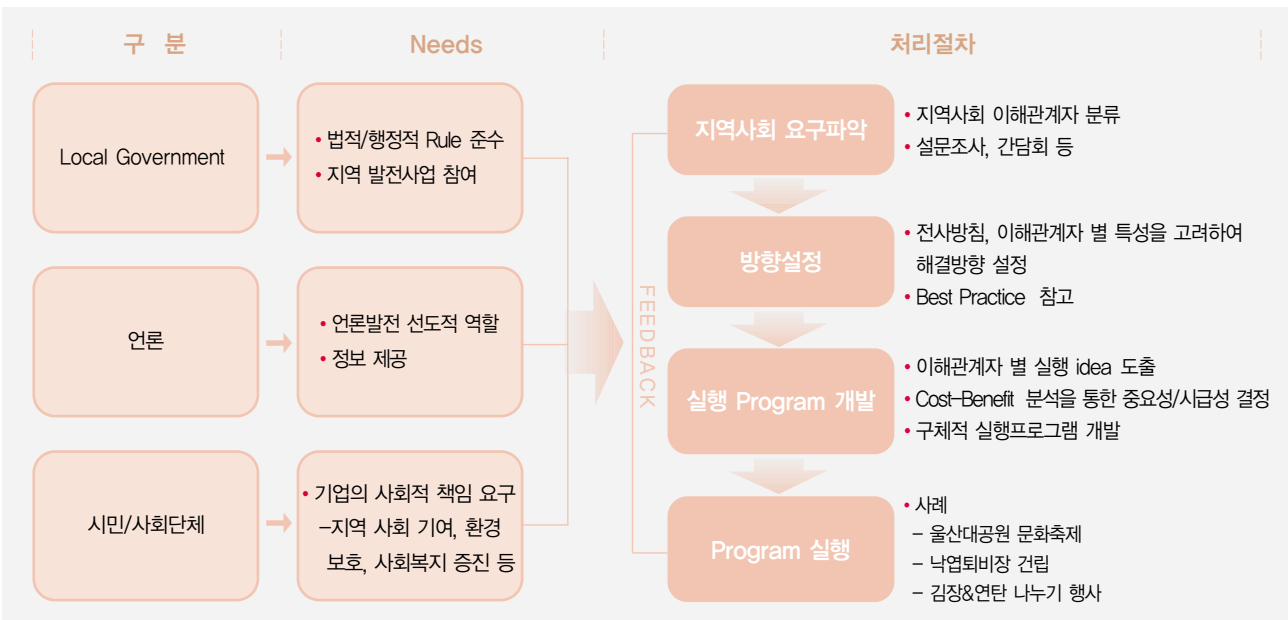 구 분
Needs
처리절차
Local Government
• 법적/행정적 Rule 준수
• 지역 발전사업 참여
언론
• 언론발전 선도적 역할
• 정보 제공
시민/사회단체
• 기업의 사회적 책임 요구
-지역 사회 기여, 환경
보호, 사회복지 증진 등
FEEDBACK
지역사회 요구파악
• 지역사회 이해관계자 분류
• 설문조사, 간담회 등
방향설정
• 전사방침, 이해관계자 별 특성을 고려하여
해결방향 설정
• Best Practice 참고
실행 Program 개발
• 이해관계자 별 실행 idea 도출
• Cost-Benefit 분석을 통한 중요성/시급성 결정
• 구체적 실행프로그램 개발
Program 실행
• 사례
- 울산대공원 문화축제
- 낙엽퇴비장 건립
- 김장&연탄 나누기 행사